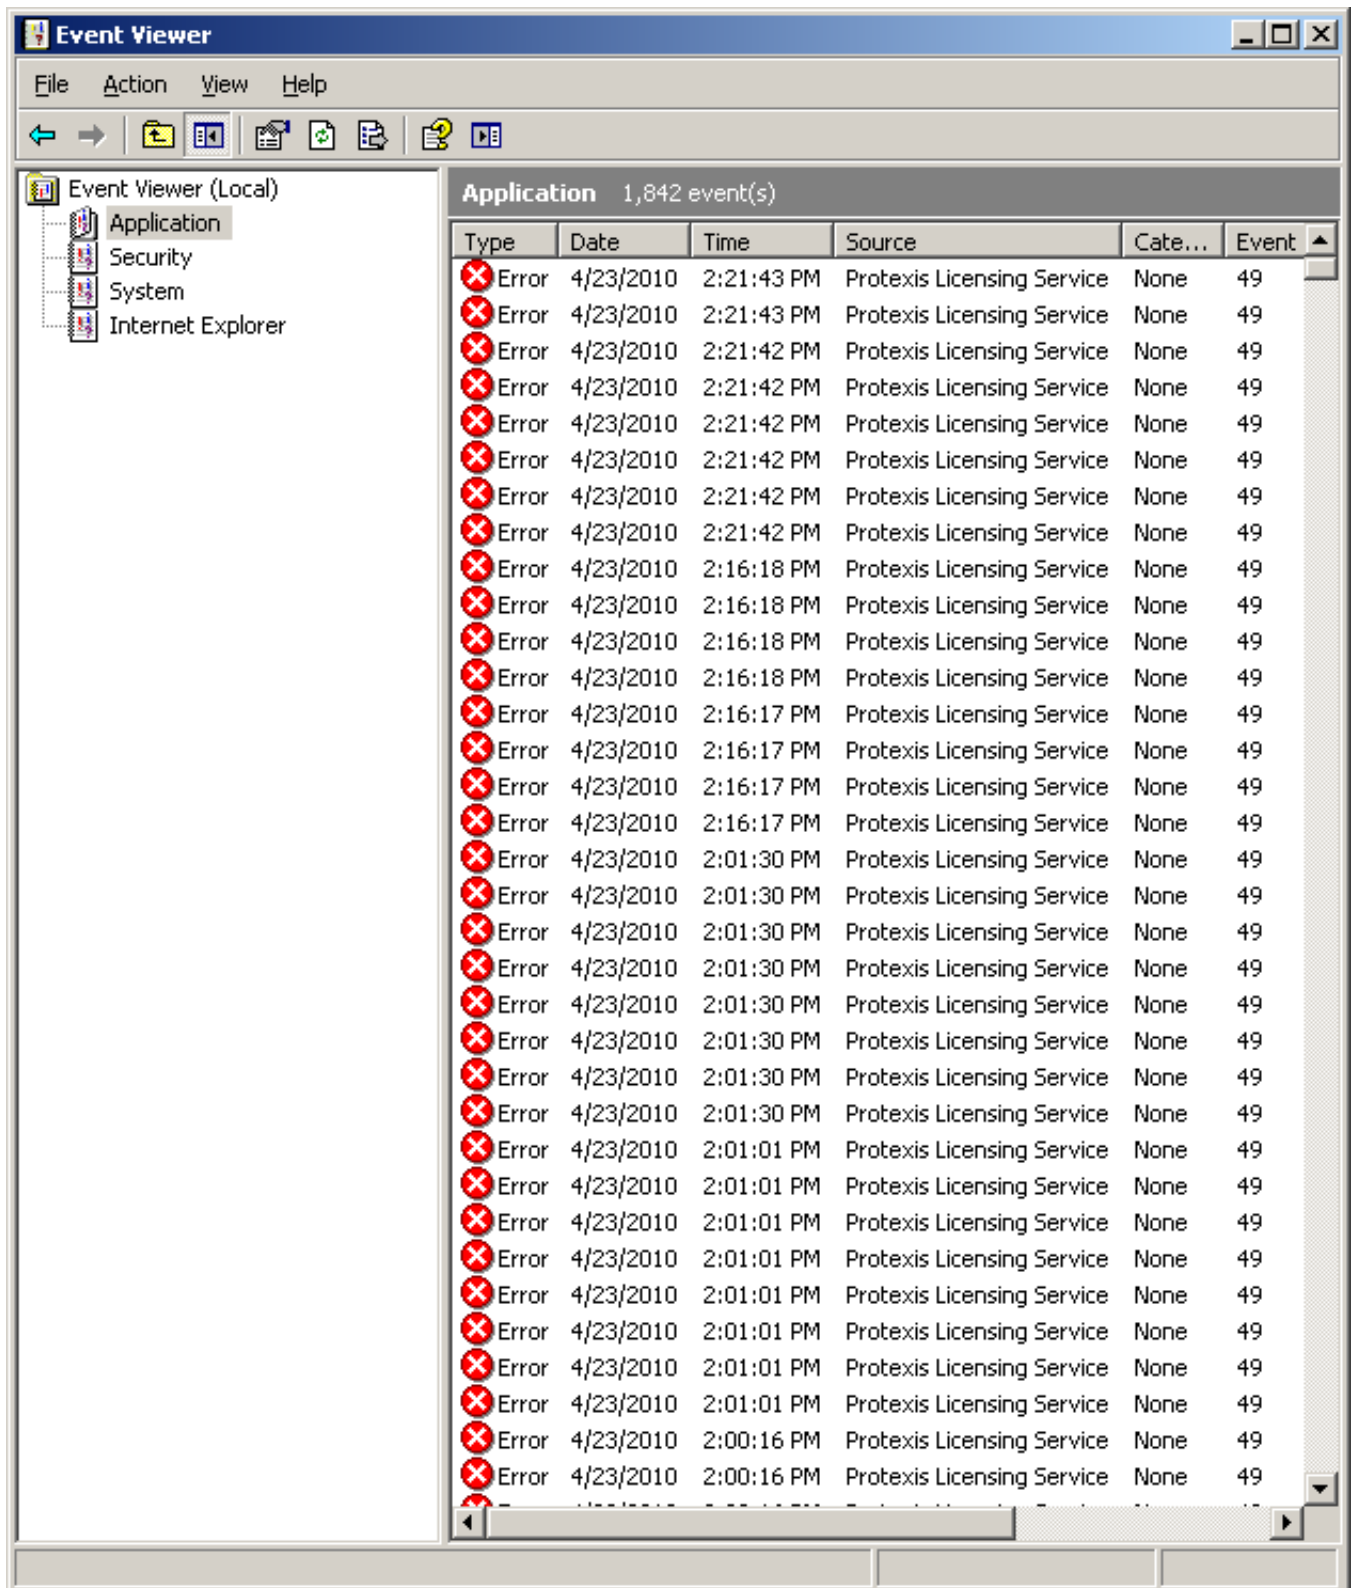 Event Viewer
File Action View Help
Event Viewer (Local)
Application
Security
System
Internet Explorer
Application 1,842 event(s)
Type Date Time Source Cate... Event
Error 4/23/2010 2:21:43 PM Protexis Licensing Service None 49
Error 4/23/2010 2:21:43 PM Protexis Licensing Service None 49
Error 4/23/2010 2:21:42 PM Protexis Licensing Service None 49
Error 4/23/2010 2:21:42 PM Protexis Licensing Service None 49
Error 4/23/2010 2:21:42 PM Protexis Licensing Service None 49
Error 4/23/2010 2:21:42 PM Protexis Licensing Service None 49
Error 4/23/2010 2:21:42 PM Protexis Licensing Service None 49
Error 4/23/2010 2:21:42 PM Protexis Licensing Service None 49
Error 4/23/2010 2:16:18 PM Protexis Licensing Service None 49
Error 4/23/2010 2:16:18 PM Protexis Licensing Service None 49
Error 4/23/2010 2:16:18 PM Protexis Licensing Service None 49
Error 4/23/2010 2:16:18 PM Protexis Licensing Service None 49
Error 4/23/2010 2:16:17 PM Protexis Licensing Service None 49
Error 4/23/2010 2:16:17 PM Protexis Licensing Service None 49
Error 4/23/2010 2:16:17 PM Protexis Licensing Service None 49
Error 4/23/2010 2:16:17 PM Protexis Licensing Service None 49
Error 4/23/2010 2:01:30 PM Protexis Licensing Service None 49
Error 4/23/2010 2:01:30 PM Protexis Licensing Service None 49
Error 4/23/2010 2:01:30 PM Protexis Licensing Service None 49
Error 4/23/2010 2:01:30 PM Protexis Licensing Service None 49
Error 4/23/2010 2:01:30 PM Protexis Licensing Service None 49
Error 4/23/2010 2:01:30 PM Protexis Licensing Service None 49
Error 4/23/2010 2:01:30 PM Protexis Licensing Service None 49
Error 4/23/2010 2:01:30 PM Protexis Licensing Service None 49
Error 4/23/2010 2:01:01 PM Protexis Licensing Service None 49
Error 4/23/2010 2:01:01 PM Protexis Licensing Service None 49
Error 4/23/2010 2:01:01 PM Protexis Licensing Service None 49
Error 4/23/2010 2:01:01 PM Protexis Licensing Service None 49
Error 4/23/2010 2:01:01 PM Protexis Licensing Service None 49
Error 4/23/2010 2:01:01 PM Protexis Licensing Service None 49
Error 4/23/2010 2:01:01 PM Protexis Licensing Service None 49
Error 4/23/2010 2:01:01 PM Protexis Licensing Service None 49
Error 4/23/2010 2:00:16 PM Protexis Licensing Service None 49
Error 4/23/2010 2:00:16 PM Protexis Licensing Service None 49